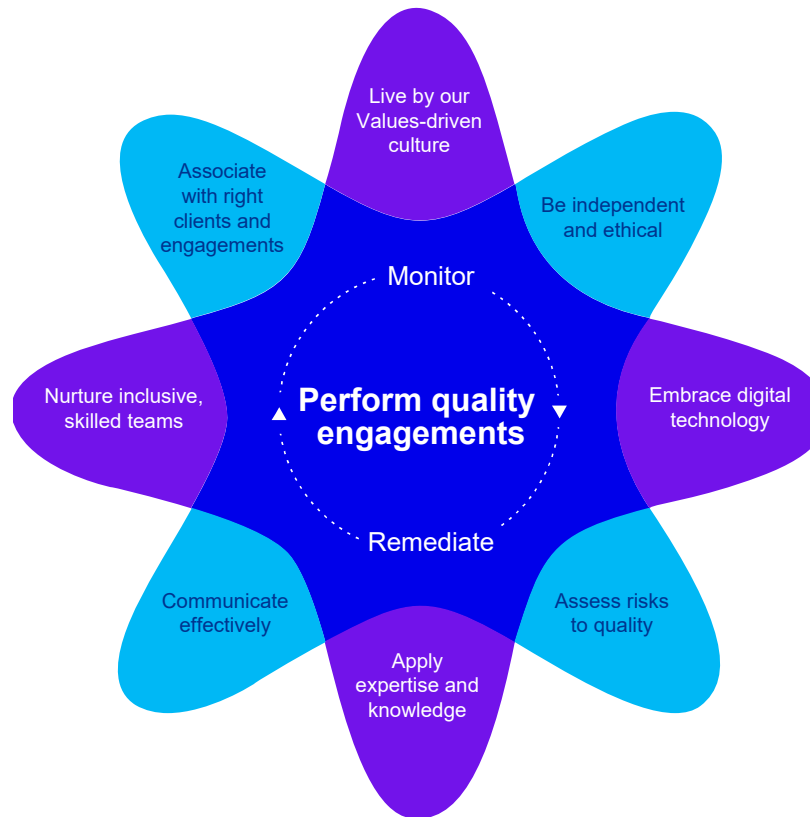 Live by our
Values-driven
culture
Be independent
and ethical
Embrace digital
technology
Assess risks
to quality
Apply
expertise and
knowledge
Communicate
effectively
Nurture inclusive,
skilled teams
Associate
with right
clients and
engagements
Monitor
Perform quality
engagements
Remediate